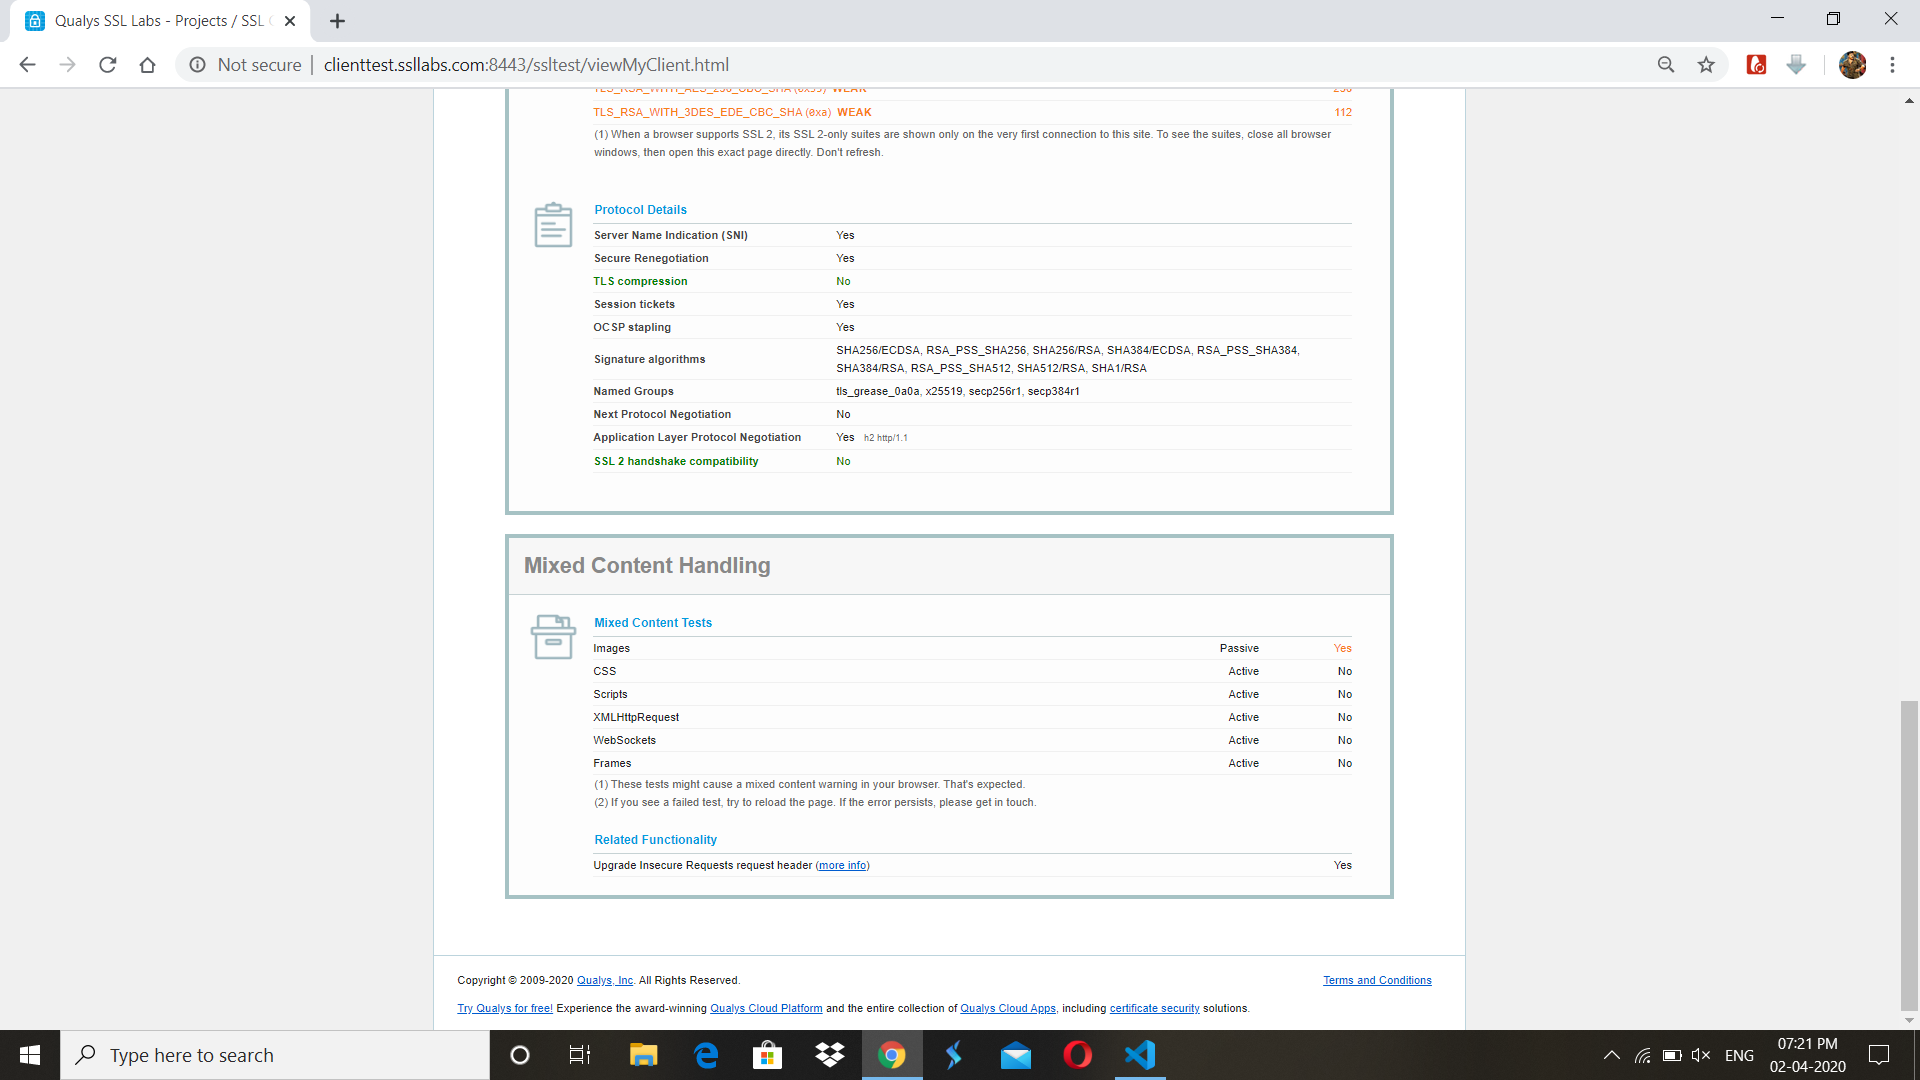 Qualys SSL Labs - Projects / SSL
Not secure | clienttest.ssllabs.com:8443/ssltest/viewMyClient.html
TLS_RSA_WITH_AES_256_CBC_SHA (0x35) WEAK 256
TLS_RSA_WITH_3DES_EDE_CBC_SHA (0xa) WEAK 112
(1) When a browser supports SSL 2, its SSL 2-only suites are shown only on the very first connection to this site. To see the suites, close all browser
windows, then open this exact page directly. Don't refresh.
Protocol Details
Server Name Indication (SNI) Yes
Secure Renegotiation Yes
TLS compression No
Session tickets Yes
OCSP stapling Yes
Signature algorithms SHA256/ECDSA, RSA_PSS_SHA256, SHA256/RSA, SHA384/ECDSA, RSA_PSS_SHA384,
SHA384/RSA, RSA_PSS_SHA512, SHA512/RSA, SHA1/RSA
Named Groups tls_grease_0a0a, x25519, secp256r1, secp384r1
Next Protocol Negotiation No
Application Layer Protocol Negotiation Yes h2 http/1.1
SSL 2 handshake compatibility No
Mixed Content Handling
Mixed Content Tests
Images Passive Yes
CSS Active No
Scripts Active No
XMLHttpRequest Active No
WebSockets Active No
Frames Active No
(1) These tests might cause a mixed content warning in your browser. That's expected.
(2) If you see a failed test, try to reload the page. If the error persists, please get in touch.
Related Functionality
Upgrade Insecure Requests request header (more info) Yes
Copyright © 2009-2020 Qualys, Inc. All Rights Reserved. Terms and Conditions
Try Qualys for free! Experience the award-winning Qualys Cloud Platform and the entire collection of Qualys Cloud Apps, including certificate security solutions.
Type here to search
ENG
07:21 PM
02-04-2020